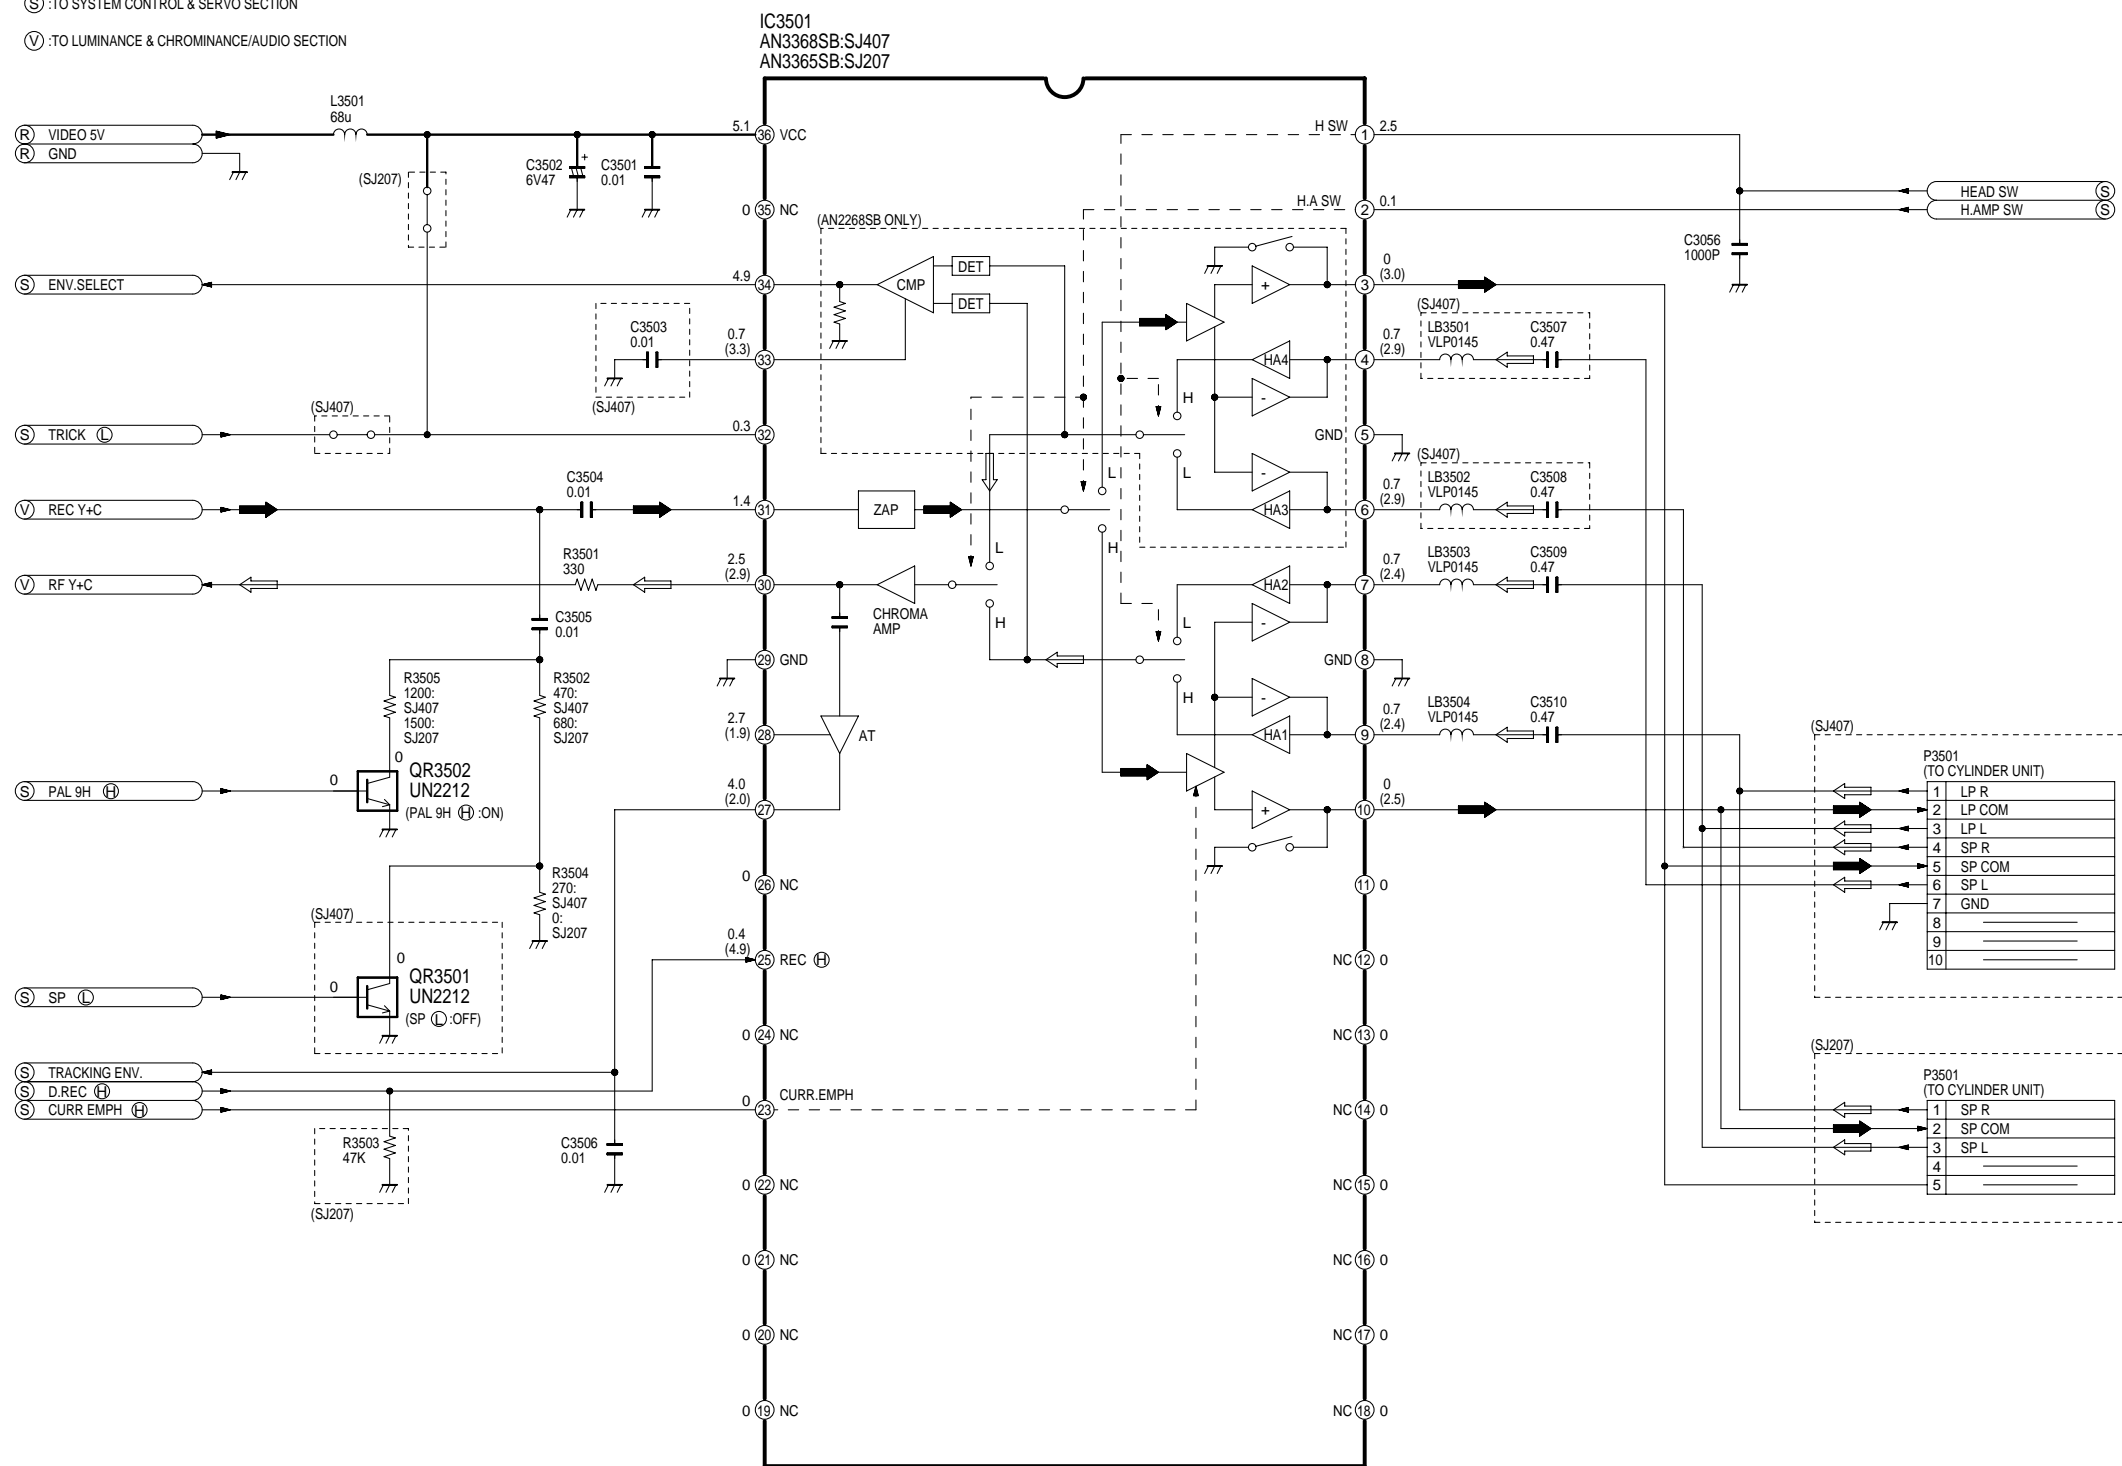 Ⓢ :TO SYSTEM CONTROL & SERVO SECTION
Ⓥ :TO LUMINANCE & CHROMINANCE/AUDIO SECTION
IC3501
AN3368SB:SJ407
AN3365SB:SJ207
Ⓡ VIDEO 5V
Ⓡ GND
L3501
68u
(SJ207)
C3502
6V47
+
C3501
0.01
5.1 36 VCC
0 35 NC
Ⓢ ENV.SELECT
4.9 34
C3503
0.01
(SJ407)
0.7
(3.3)
33
Ⓢ TRICK Ⓛ
(SJ407)
0.3 32
Ⓥ REC Y+C
C3504
0.01
1.4 31
Ⓥ RF Y+C
R3501
330
2.5
(2.9)
30
C3505
0.01
29 GND
R3505
1200:
SJ407
1500:
SJ207
R3502
470:
SJ407
680:
SJ207
2.7
(1.9)
28
Ⓢ PAL 9H Ⓗ
0
0
QR3502
UN2212
(PAL 9H Ⓗ :ON)
4.0
(2.0)
27
R3504
270:
SJ407
0:
SJ207
0 26 NC
(SJ407)
0
0
QR3501
UN2212
(SP Ⓛ :OFF)
Ⓢ SP Ⓛ
0.4
(4.9)
25 REC Ⓗ
0 24 NC
Ⓢ TRACKING ENV.
Ⓢ D.REC Ⓗ
Ⓢ CURR EMPH Ⓗ
0 23 CURR.EMPH
R3503
47K
(SJ207)
C3506
0.01
0 22 NC
0 21 NC
0 20 NC
0 19 NC
(AN2268SB ONLY)
CMP
DET
DET
ZAP
CHROMA
AMP
AT
+
HA4
-
-
HA3
HA2
-
-
HA1
+
H
L
L
H
L
H
L
H
H SW 1 2.5
H.A SW 2 0.1
0
(3.0)
3
0.7
(2.9)
4
GND 5
0.7
(2.9)
6
0.7
(2.4)
7
GND 8
0.7
(2.4)
9
0
(2.5)
10
11 0
NC 12 0
NC 13 0
NC 14 0
NC 15 0
NC 16 0
NC 17 0
NC 18 0
HEAD SW Ⓢ
H.AMP SW Ⓢ
C3056
1000P
(SJ407)
LB3501
VLP0145
C3507
0.47
(SJ407)
LB3502
VLP0145
C3508
0.47
LB3503
VLP0145
C3509
0.47
LB3504
VLP0145
C3510
0.47
(SJ407)
P3501
(TO CYLINDER UNIT)
1 LP R
2 LP COM
3 LP L
4 SP R
5 SP COM
6 SP L
7 GND
8
9
10
(SJ207)
P3501
(TO CYLINDER UNIT)
1 SP R
2 SP COM
3 SP L
4
5